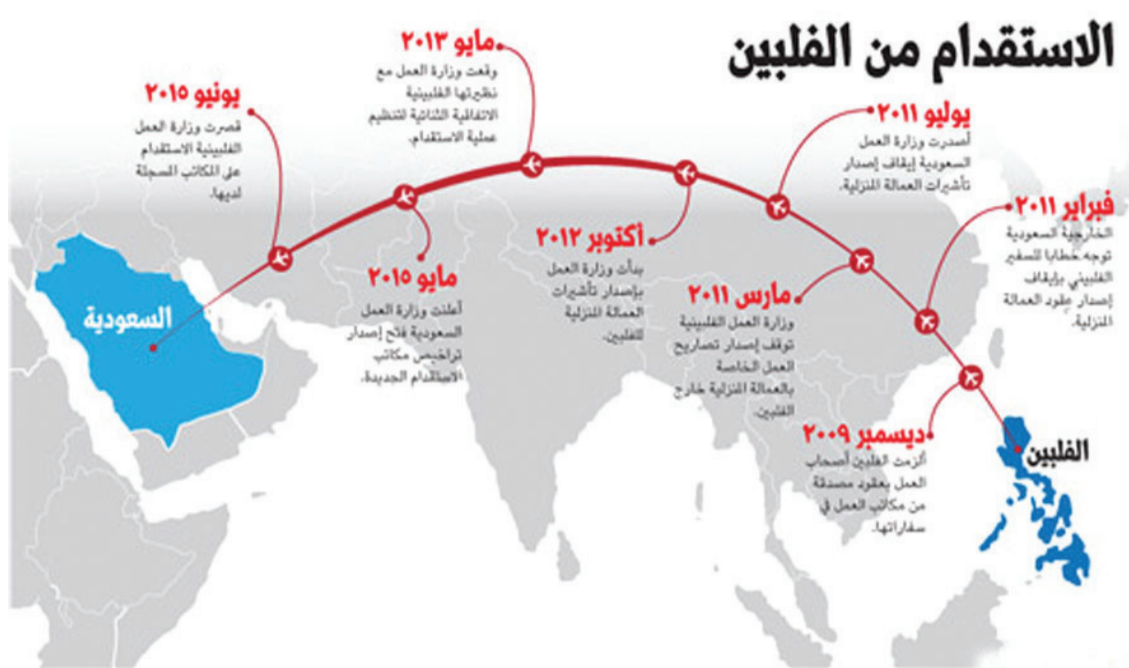 الاستقدام من الفلبين
الفلبين
ديسمبر ٢٠٠٩
ألزمت الفلبين أصحاب
العمل بعقود مصدقة
من مكاتب العمل في
سفاراتها.
فبراير ٢٠١١
الخارجية السعودية
توجه خطابا للسفير
الفلبيني بإيقاف
إصدار عقود العمالة
المنزلية.
مارس ٢٠١١
وزارة العمل الفلبينية
توقف إصدار تصاريح
العمل الخاصة
بالعمالة المنزلية خارج
الفلبين.
يوليو ٢٠١١
أصدرت وزارة العمل
السعودية إيقاف إصدار
تأشيرات العمالة المنزلية.
أكتوبر ٢٠١٢
بدأت وزارة العمل
بإصدار تأشيرات
العمالة المنزلية
للفلبين.
مايو ٢٠١٣
وقعت وزارة العمل مع
نظيرتها الفلبينية
الاتفاقية الثنائية لتنظيم
عملية الاستقدام.
مايو ٢٠١٥
أعلنت وزارة العمل
السعودية فتح إصدار
تراخيص مكاتب
الاستقدام الجديدة.
يونيو ٢٠١٥
قصرت وزارة العمل
الفلبينية الاستقدام
على المكاتب المسجلة
لديها.
السعودية